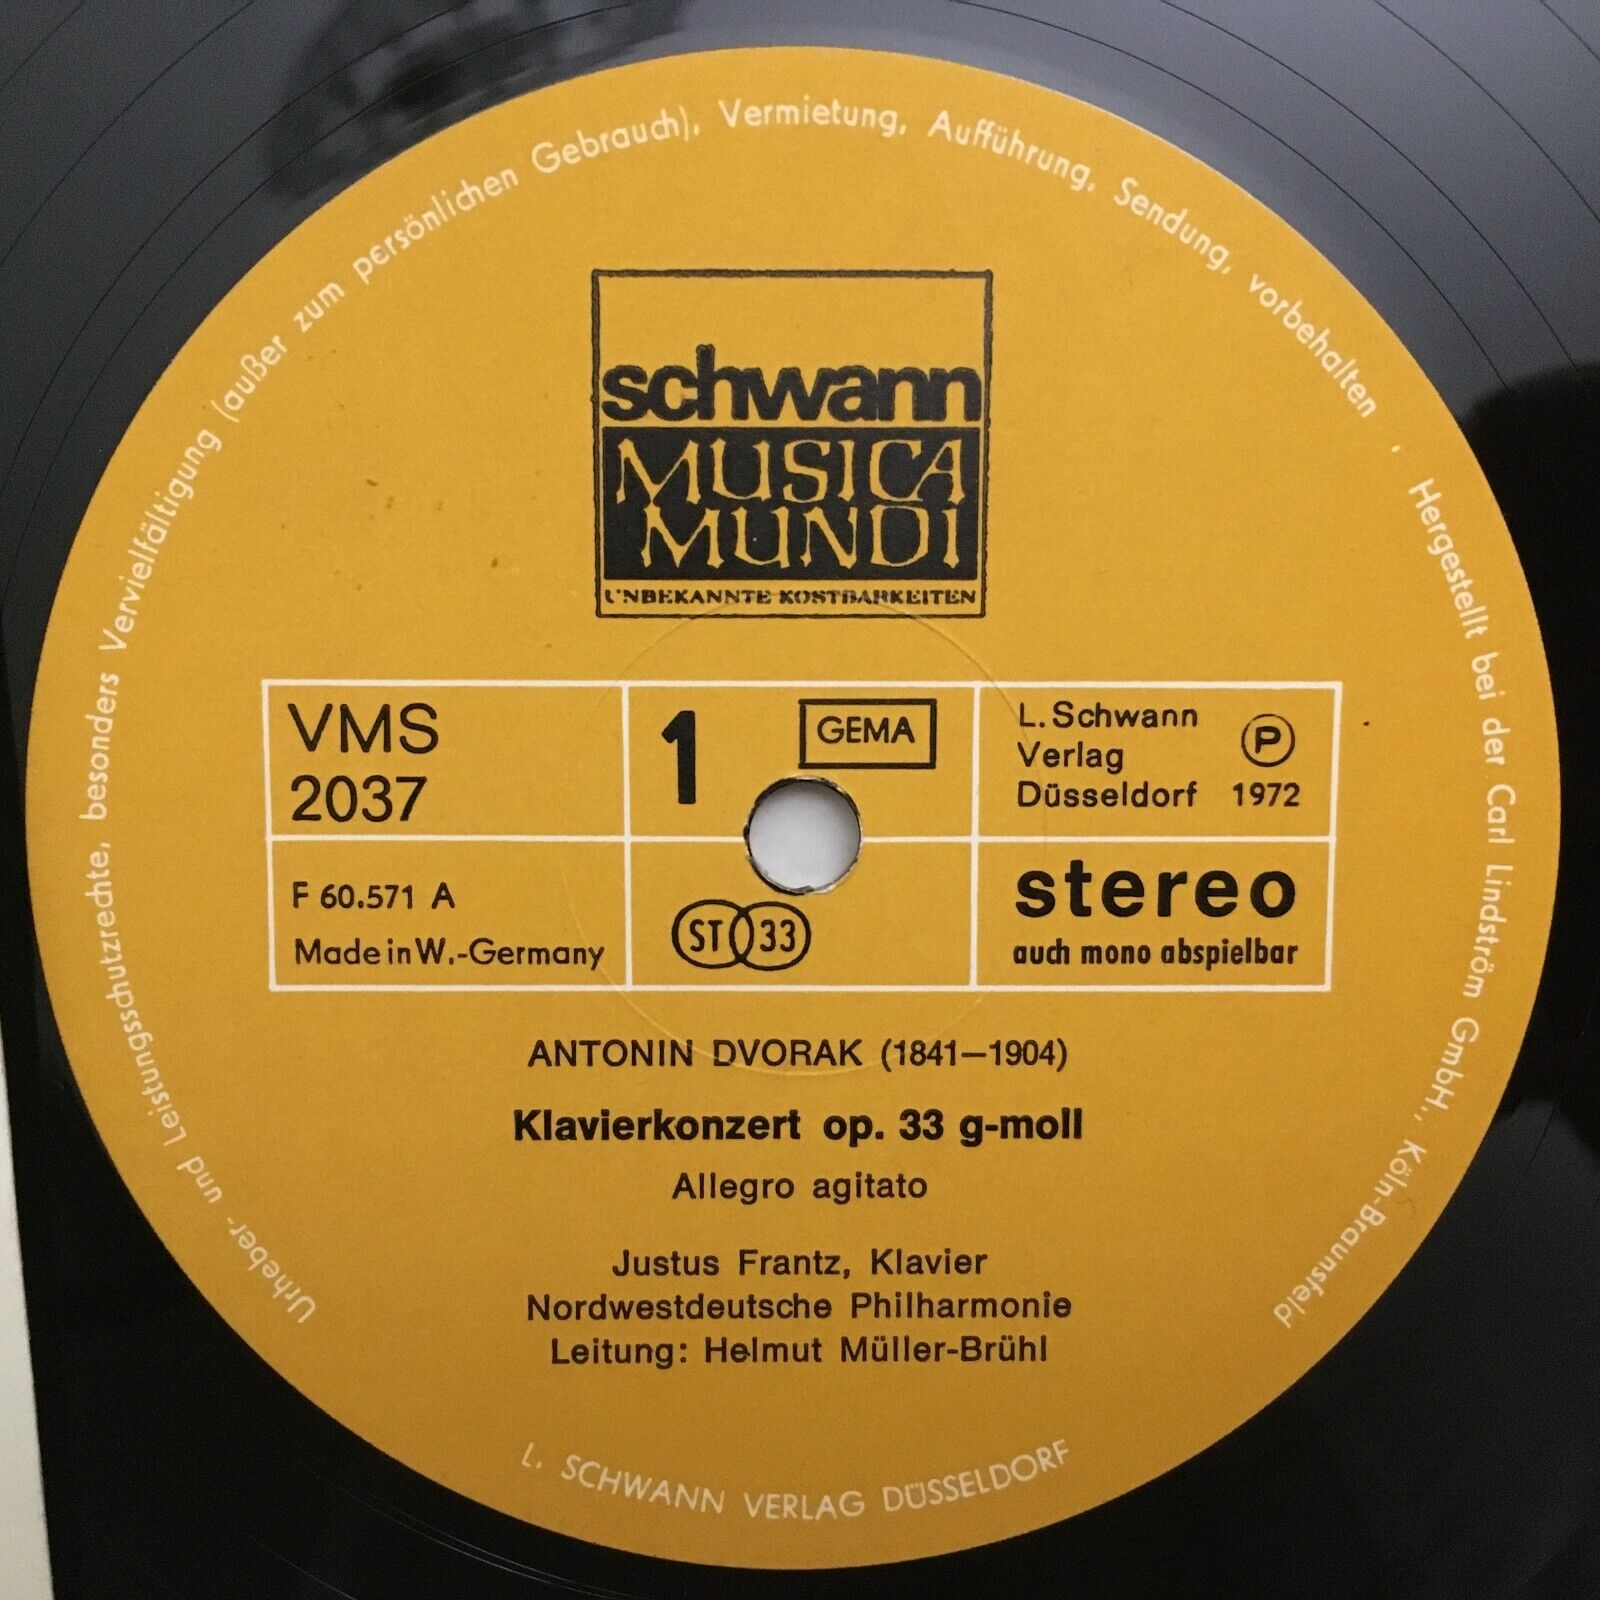 Urheber- und Leistungsschutzrechte, besonders Vervielfältigung (außer zum persönlichen Gebrauch), Vermietung, Aufführung, Sendung, vorbehalten . Hergestellt bei der Carl Lindström GmbH., Köln-Braunsfeld
schwann
MUSICA
MUNDI
UNBEKANNTE KOSTBARKEITEN
VMS
2037
1
GEMA
L. Schwann
Verlag
Düsseldorf
P
1972
F 60.571 A
Made in W.-Germany
ST 33
stereo
auch mono abspielbar
ANTONIN DVORAK (1841—1904)
Klavierkonzert op. 33 g-moll
Allegro agitato
Justus Frantz, Klavier
Nordwestdeutsche Philharmonie
Leitung: Helmut Müller-Brühl
L. SCHWANN VERLAG DÜSSELDORF